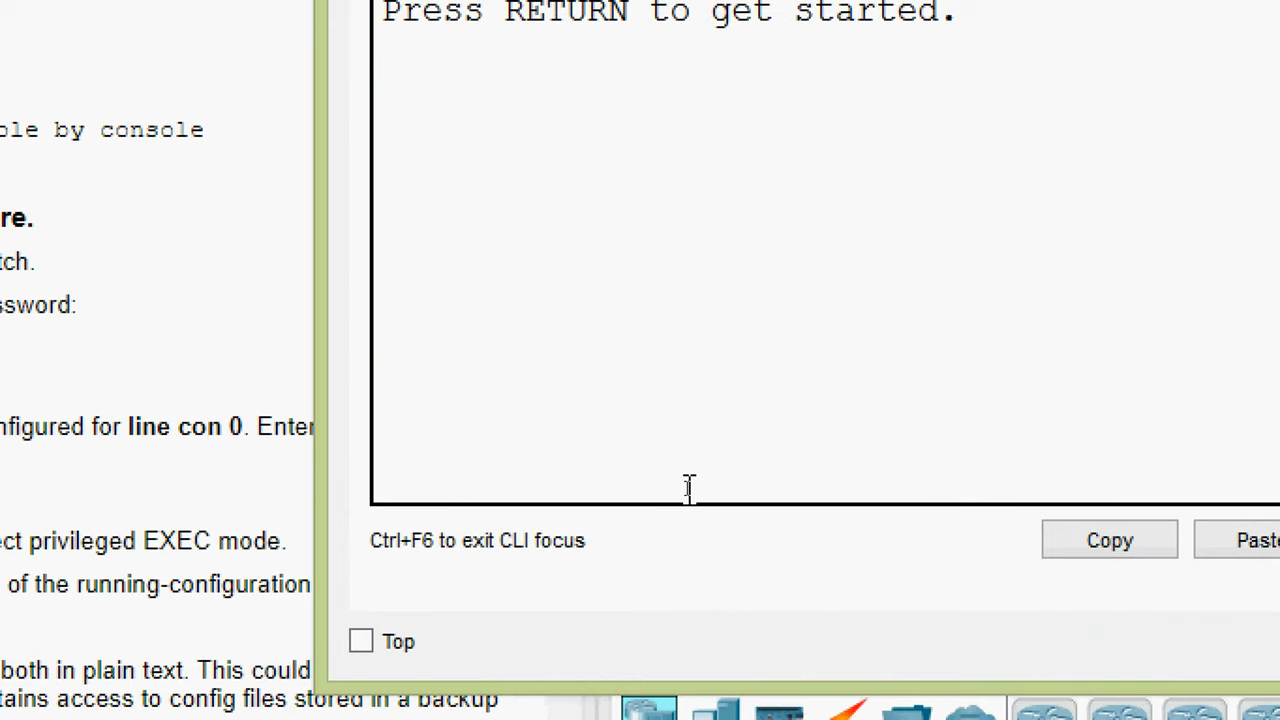 Press RETURN to get started.
ole by console
re.
tch.
ssword:
nfigured for line con 0. Enter
Ctrl+F6 to exit CLI focus
Copy
Paste
ect privileged EXEC mode.
of the running-configuration
Top
both in plain text. This could
tains access to config files stored in a backup